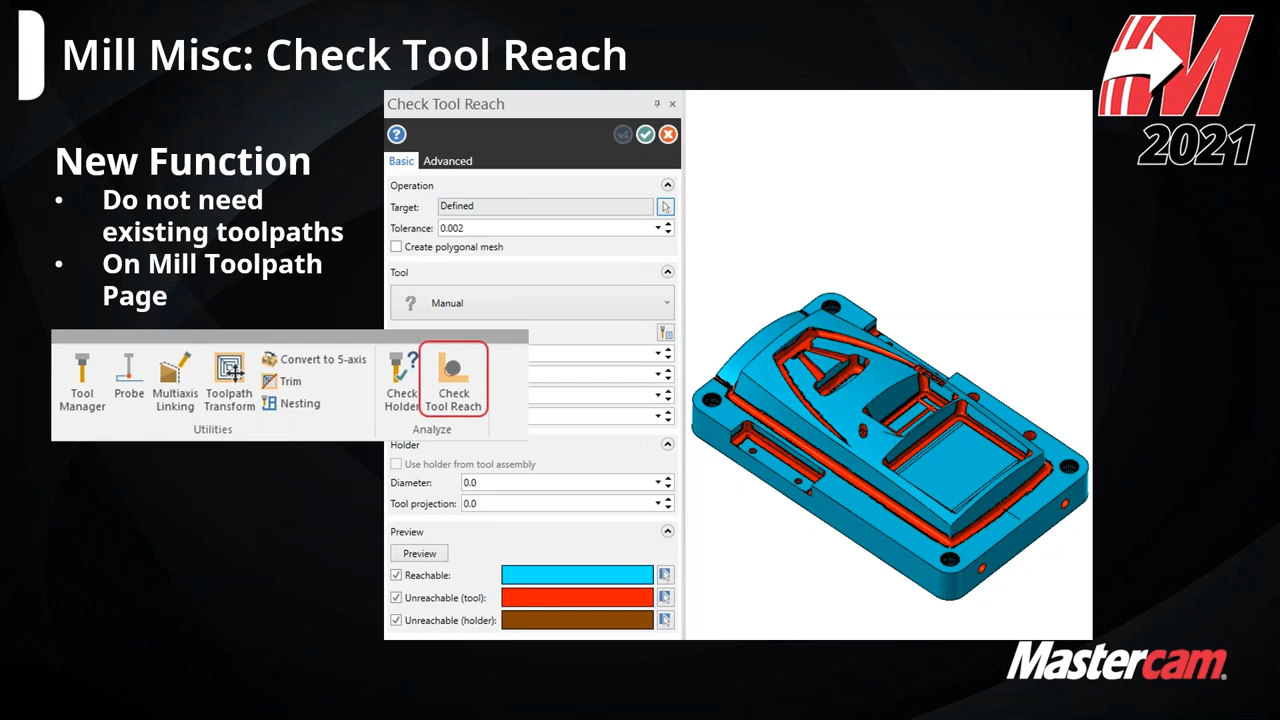 Mill Misc: Check Tool Reach
M
2021
New Function
• Do not need
existing toolpaths
• On Mill Toolpath
Page
Check Tool Reach
Basic Advanced
Operation
Target: Defined
Tolerance: 0.002
Create polygonal mesh
Tool
? Manual
Tool
Manager
Probe
Multiaxis
Linking
Toolpath
Transform
Convert to 5-axis
Trim
Nesting
Utilities
Check
Holder
Check
Tool Reach
Analyze
Holder
Use holder from tool assembly
Diameter: 0.0
Tool projection: 0.0
Preview
Preview
Reachable:
Unreachable (tool):
Unreachable (holder):
Mastercam®